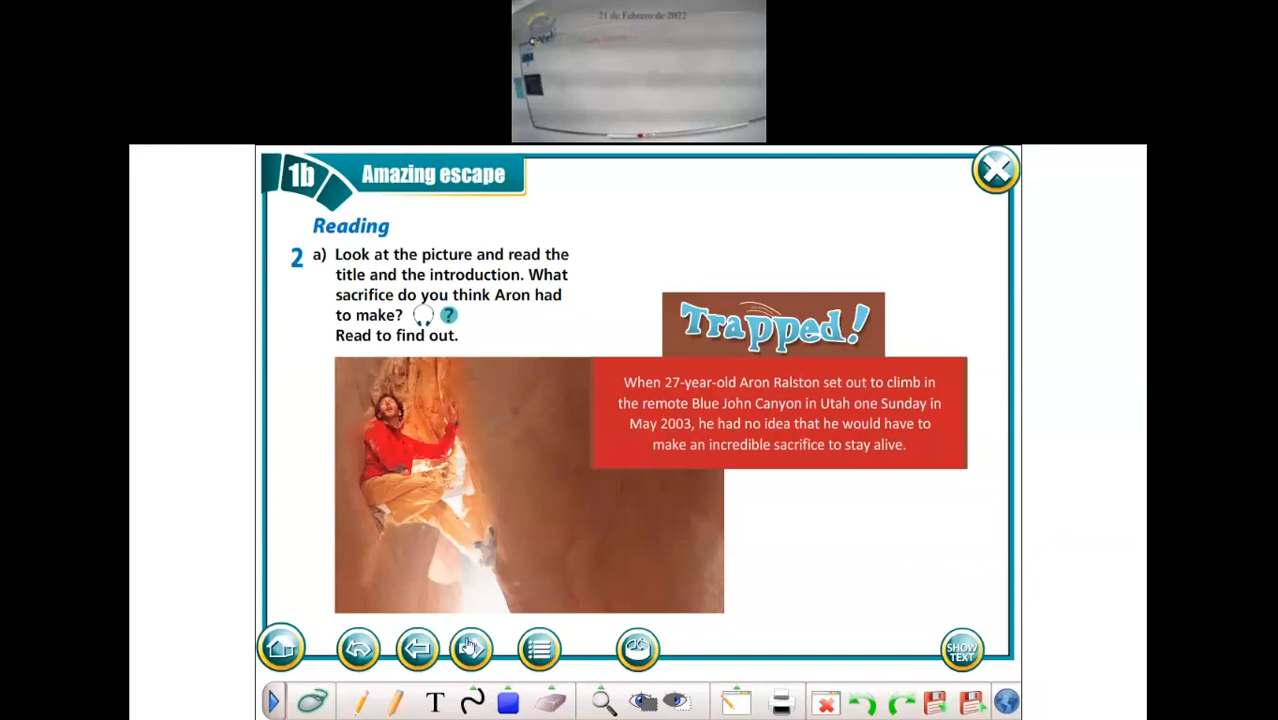 21 de Febrero de 2022
1b
Amazing escape
Reading
2 a) Look at the picture and read the
title and the introduction. What
sacrifice do you think Aron had
to make? ?
Read to find out.
Trapped!
When 27-year-old Aron Ralston set out to climb in
the remote Blue John Canyon in Utah one Sunday in
May 2003, he had no idea that he would have to
make an incredible sacrifice to stay alive.
SHOW
TEXT
T